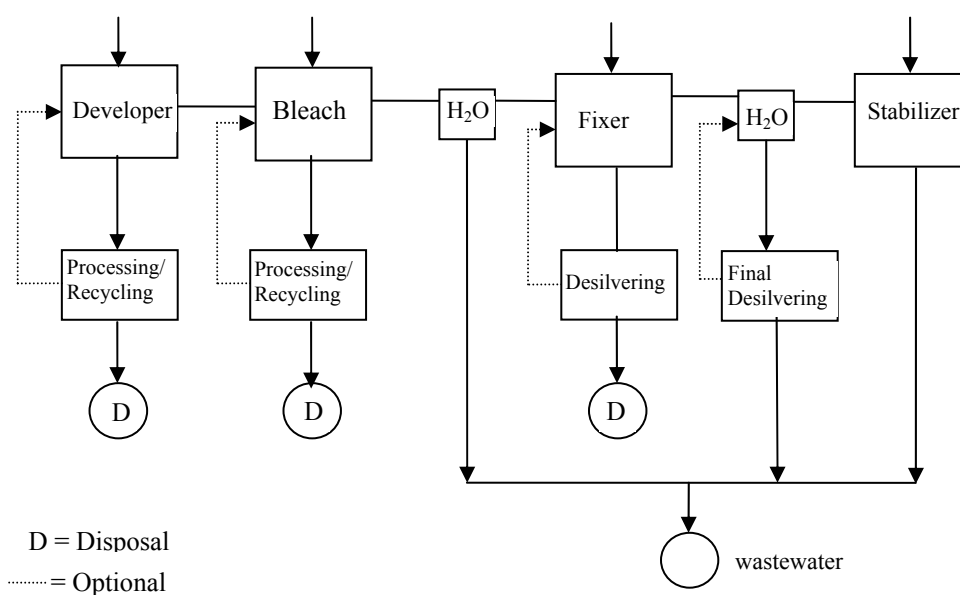 Developer
Bleach
H₂O
Fixer
H₂O
Stabilizer
Processing/
Recycling
Processing/
Recycling
Desilvering
Final
Desilvering
D
D
D
D = Disposal
= Optional
wastewater